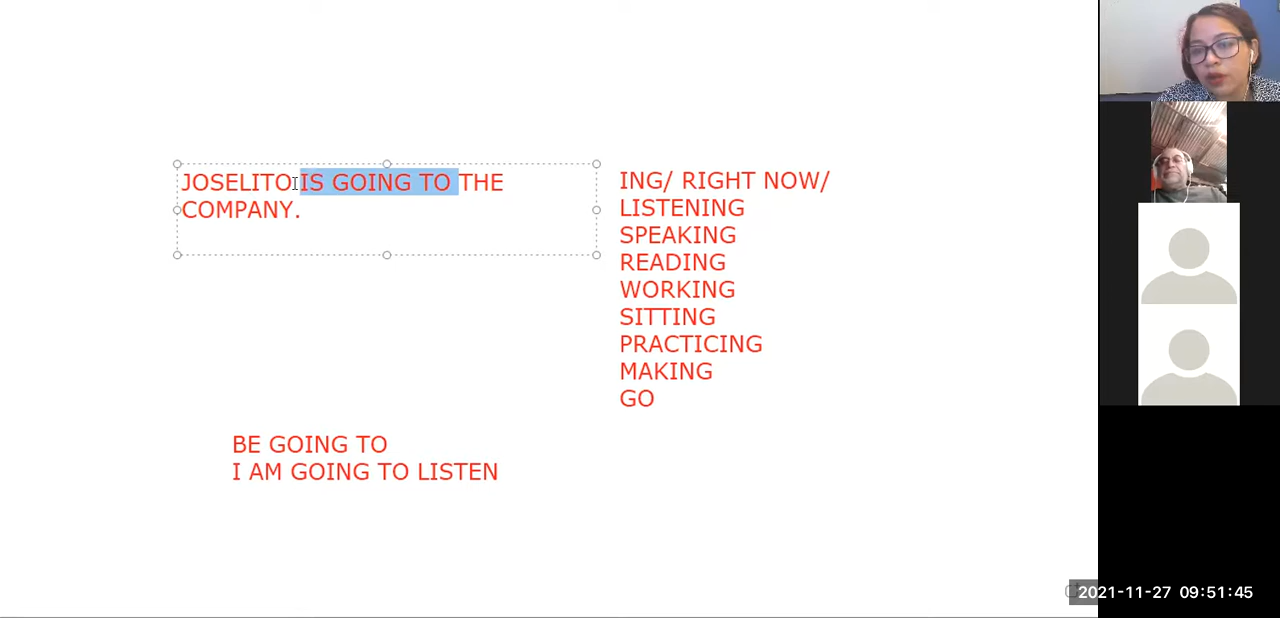 JOSELITO IS GOING TO THE
COMPANY.
ING/ RIGHT NOW/
LISTENING
SPEAKING
READING
WORKING
SITTING
PRACTICING
MAKING
GO
BE GOING TO
I AM GOING TO LISTEN
2021-11-27 09:51:45